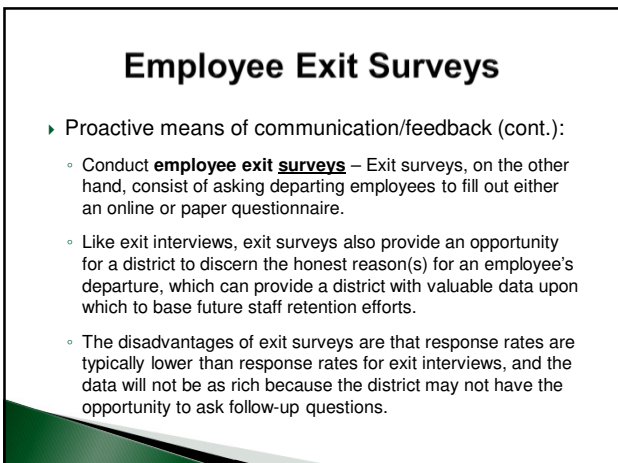 Employee Exit Surveys
Proactive means of communication/feedback (cont.):
Conduct employee exit surveys – Exit surveys, on the other
hand, consist of asking departing employees to fill out either
an online or paper questionnaire.
Like exit interviews, exit surveys also provide an opportunity
for a district to discern the honest reason(s) for an employee's
departure, which can provide a district with valuable data upon
which to base future staff retention efforts.
The disadvantages of exit surveys are that response rates are
typically lower than response rates for exit interviews, and the
data will not be as rich because the district may not have the
opportunity to ask follow-up questions.